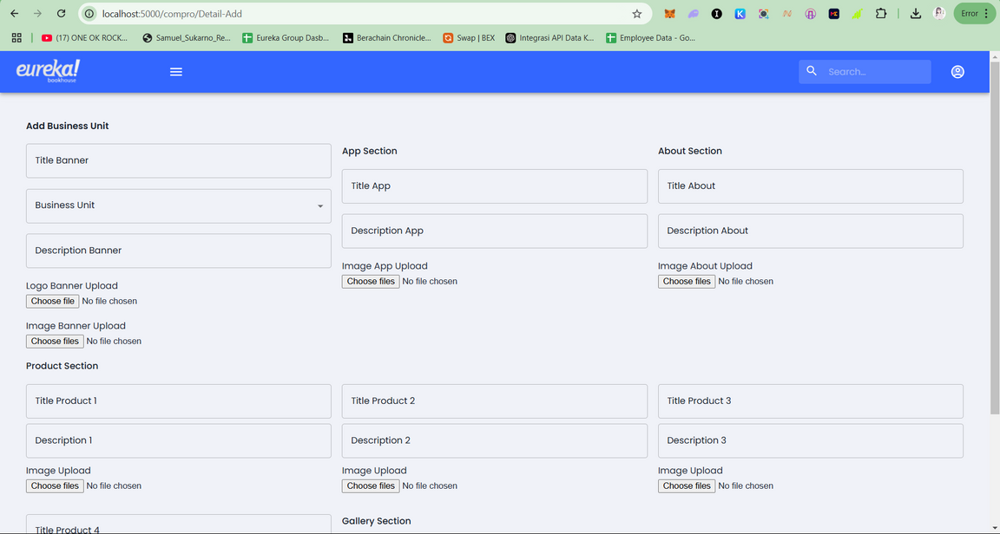 localhost:5000/compro/Detail-Add
Error
(17) ONE OK ROCK...
Samuel_Sukarno_Re...
Eureka Group Dasb...
Berachain Chronicle...
Swap | BEX
Integrasi API Data K...
Employee Data - Go...
eureka!
bookhouse
Search...
Add Business Unit
Title Banner
Business Unit
Description Banner
Logo Banner Upload
Choose file No file chosen
Image Banner Upload
Choose files No file chosen
App Section
Title App
Description App
Image App Upload
Choose files No file chosen
About Section
Title About
Description About
Image About Upload
Choose files No file chosen
Product Section
Title Product 1
Description 1
Image Upload
Choose files No file chosen
Title Product 2
Description 2
Image Upload
Choose files No file chosen
Title Product 3
Description 3
Image Upload
Choose files No file chosen
Title Product 4
Gallery Section